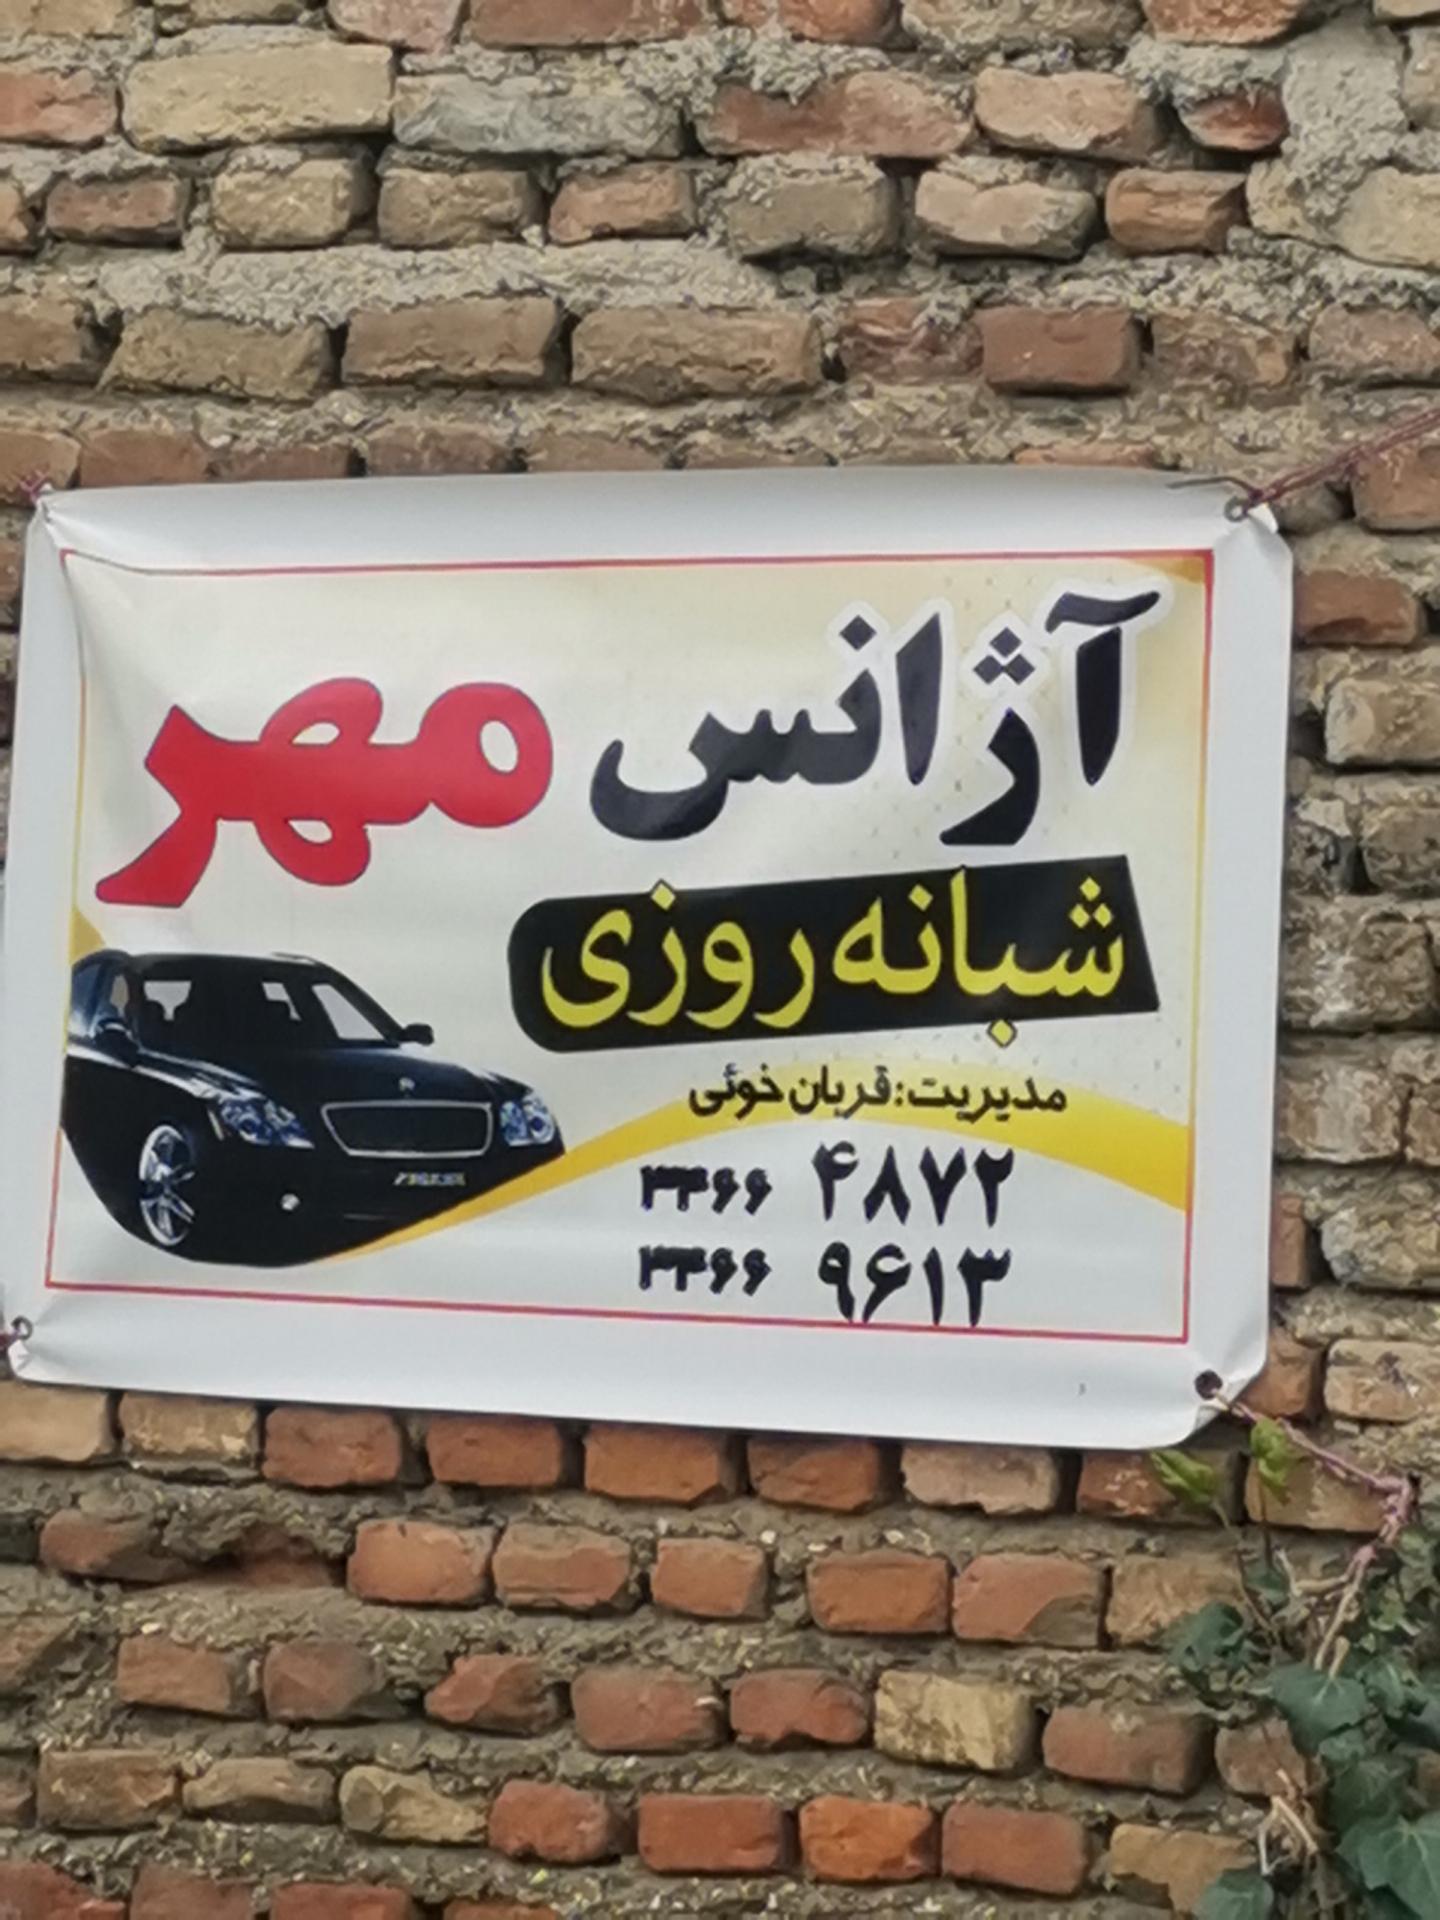 آژانس مهر
شبانه روزی
مدیریت: قربان خوئی
۳۳۶۶ ۴۸۷۲
۳۳۶۶ ۹۶۱۳